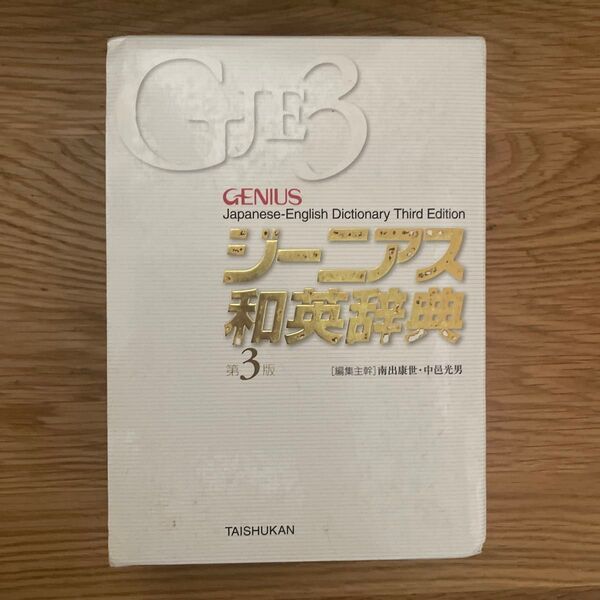 GJE3
GENIUS
Japanese-English Dictionary Third Edition
ジーニアス
和英辞典
第3版
[編集主幹]南出康世・中邑光男
TAISHUKAN